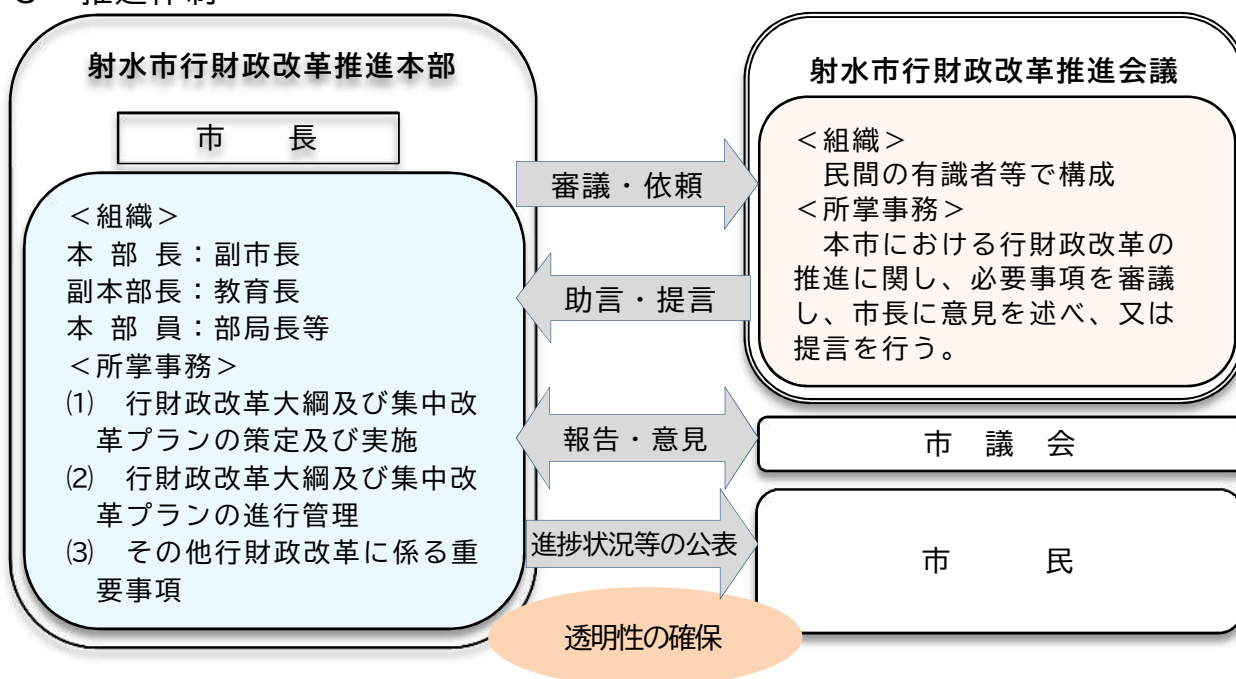 射水市行財政改革推進本部
市　　長
＜組織＞
本 部 長：副市長
副本部長：教育長
本 部 員：部局長等
＜所掌事務＞
⑴　行財政改革大綱及び集中改
革プランの策定及び実施
⑵　行財政改革大綱及び集中改
革プランの進行管理
⑶　その他行財政改革に係る重
要事項
審議・依頼
助言・提言
報告・意見
進捗状況等の公表
透明性の確保
射水市行財政改革推進会議
＜組織＞
民間の有識者等で構成
＜所掌事務＞
本市における行財政改革の
推進に関し、必要事項を審議
し、市長に意見を述べ、又は
提言を行う。
市　議　会
市　　　民